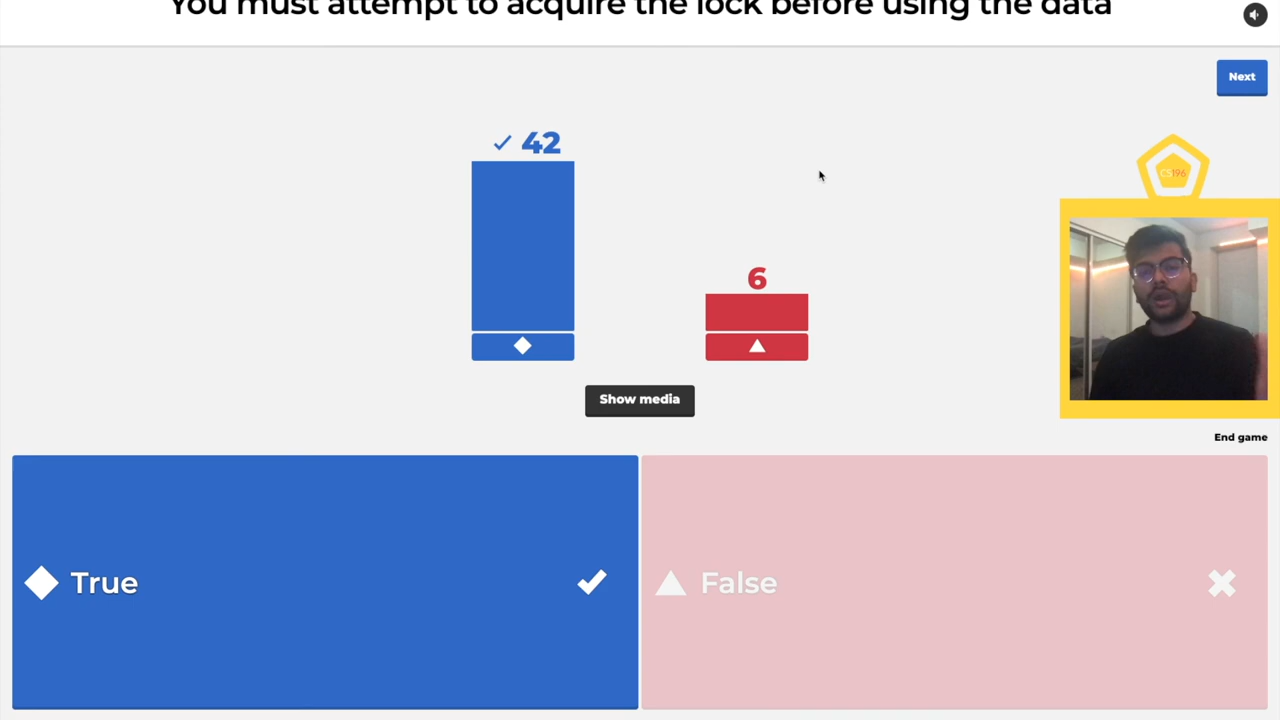 You must attempt to acquire the lock before using the data
Next
42
6
CS196
Show media
End game
True
False